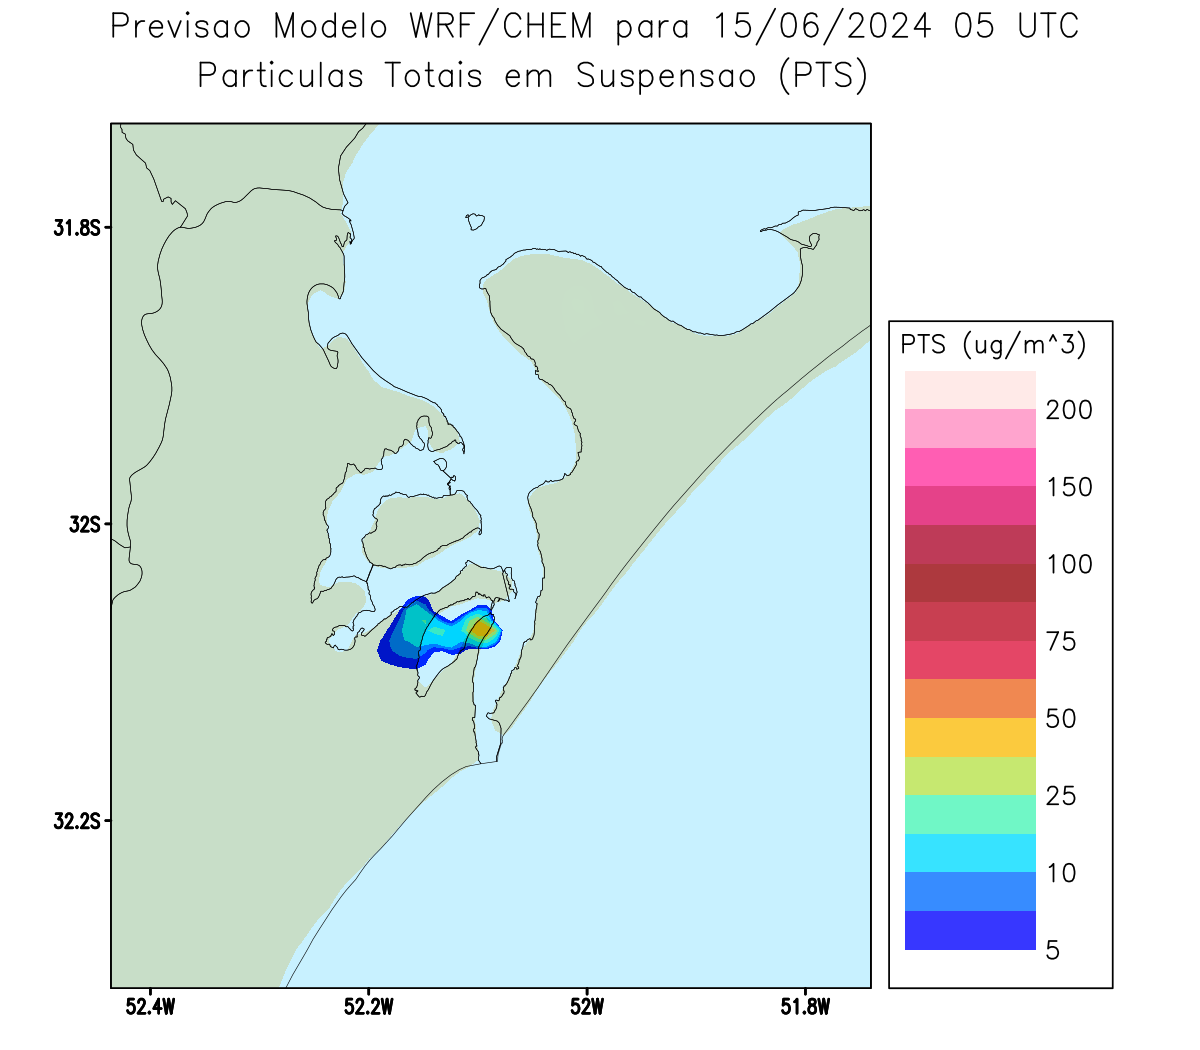 Previsao Modelo WRF/CHEM para 15/06/2024 05 UTC
Particulas Totais em Suspensao (PTS)
31.8S
32S
32.2S
52.4W
52.2W
52W
51.8W
PTS (ug/m^3)
200
150
100
75
50
25
10
5